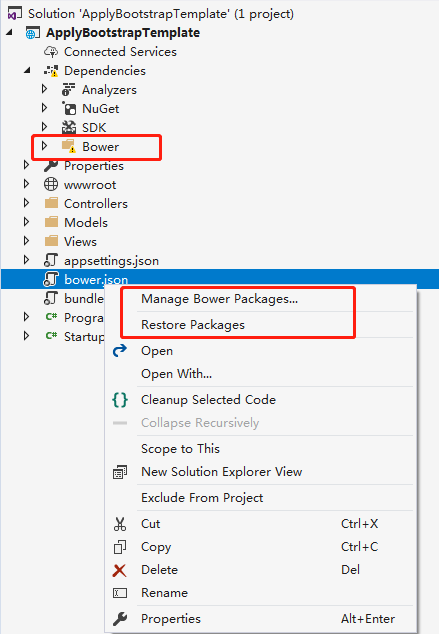 Solution 'ApplyBootstrapTemplate' (1 project)
ApplyBootstrapTemplate
Connected Services
Dependencies
Analyzers
NuGet
SDK
Bower
Properties
wwwroot
Controllers
Models
Views
appsettings.json
bower.json
bundle
Progra
Startup
Manage Bower Packages...
Restore Packages
Open
Open With...
Cleanup Selected Code
Collapse Recursively
Scope to This
New Solution Explorer View
Exclude From Project
Cut Ctrl+X
Copy Ctrl+C
Delete Del
Rename
Properties Alt+Enter